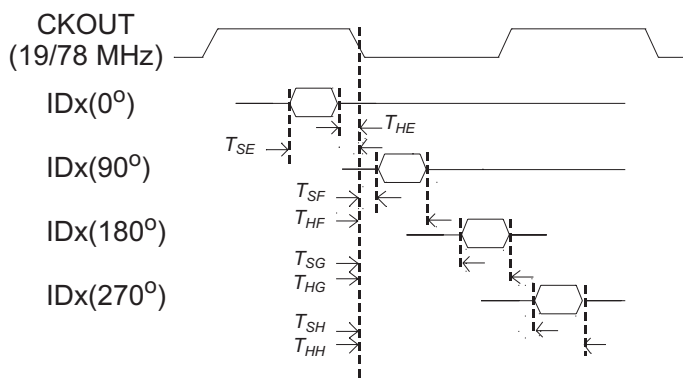 CKOUT
(19/78 MHz)
IDx(0°)
T_HE
T_SE
IDx(90°)
T_SF
T_HF
IDx(180°)
T_SG
T_HG
IDx(270°)
T_SH
T_HH